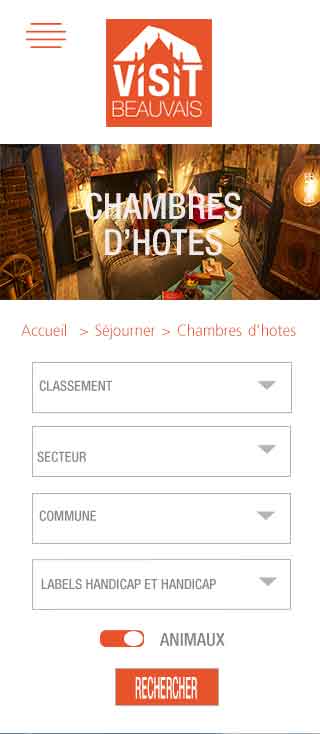 ViSiT
BEAUVAIS
CHAMBRES
D'HOTES
Accueil > Séjourner > Chambres d'hotes
CLASSEMENT
SECTEUR
COMMUNE
LABELS HANDICAP ET HANDICAP
ANIMAUX
RECHERCHER